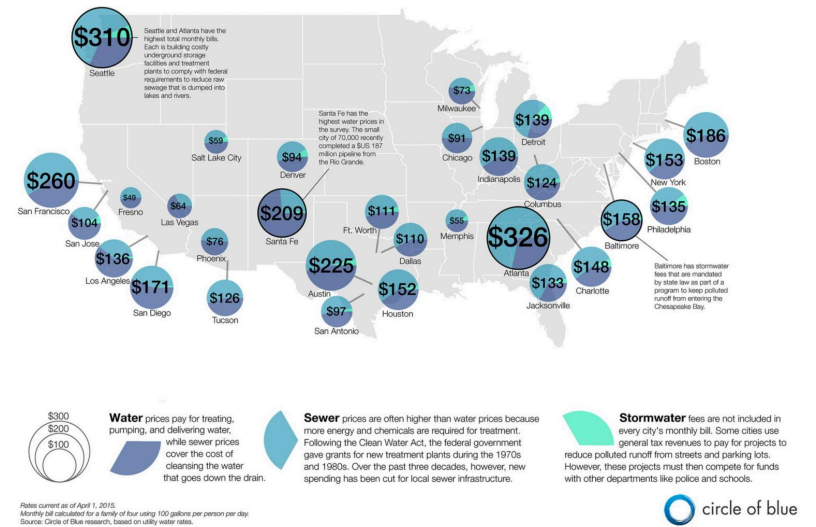 $310
Seattle
Seattle and Atlanta have the
highest total monthly bills.
Each is building costly
underground storage
facilities and treatment
plants to comply with federal
requirements to reduce raw
sewage that is dumped into
lakes and rivers.
$73
Milwaukee
$139
Detroit
$59
Salt Lake City
$94
Denver
Santa Fe has the
highest water prices in
the survey. The small
city of 70,000 recently
completed a $US 187
million pipeline from
the Rio Grande.
$91
Chicago
$139
Indianapolis
$186
Boston
$153
New York
$260
San Francisco
$49
Fresno
$64
Las Vegas
$104
San Jose
$209
Santa Fe
$111
Ft. Worth
$55
Memphis
$124
Columbus
$135
Philadelphia
$158
Baltimore
$76
Phoenix
$110
Dallas
$326
Atlanta
$136
Los Angeles
$171
San Diego
$126
Tucson
$225
Austin
$152
Houston
$97
San Antonio
$133
Jacksonville
$148
Charlotte
Baltimore has stormwater
fees that are mandated
by state law as part of a
program to keep polluted
runoff from entering the
Chesapeake Bay.
$300
$200
$100
Water prices pay for treating,
pumping, and delivering water,
while sewer prices
cover the cost of
cleansing the water
that goes down the drain.
Sewer prices are often higher than water prices because
more energy and chemicals are required for treatment.
Following the Clean Water Act, the federal government
gave grants for new treatment plants during the 1970s
and 1980s. Over the past three decades, however, new
spending has been cut for local sewer infrastructure.
Stormwater fees are not included in
every city's monthly bill. Some cities use
general tax revenues to pay for projects to
reduce polluted runoff from streets and parking lots.
However, these projects must then compete for funds
with other departments like police and schools.
Rates current as of April 1, 2015.
Monthly bill calculated for a family of four using 100 gallons per person per day.
Source: Circle of Blue research, based on utility water rates.
circle of blue